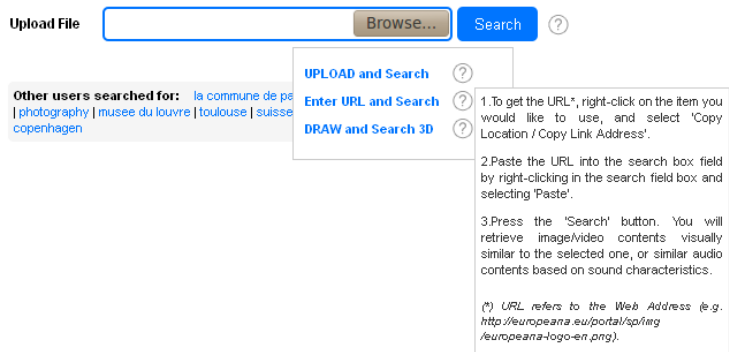 Upload File Browse... Search ?
UPLOAD and Search ?
Other users searched for: la commune de pa
Enter URL and Search ?
| photography | musee du louvre | toulouse | suisse
copenhagen
DRAW and Search 3D ?
1.To get the URL*, right-click on the item you
would like to use, and select 'Copy
Location / Copy Link Address'.
2.Paste the URL into the search box field
by right-clicking in the search field box and
selecting 'Paste'.
3.Press the 'Search' button. You will
retrieve image/video contents visually
similar to the selected one, or similar audio
contents based on sound characteristics.
(*) URL refers to the Web Address (e.g.
http://europeana.eu/portal/sp/img
/europeana-logo-en.png).